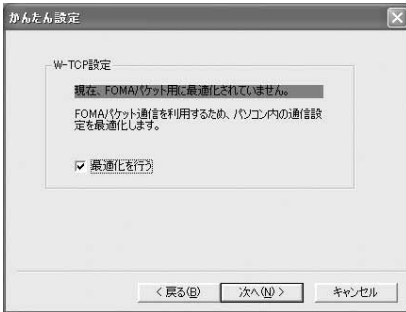 かんたん設定
W-TCP設定
現在、FOMAパケット用に最適化されていません。
FOMAパケット通信を利用するため、パソコン内の通信設
定を最適化します。
最適化を行う
< 戻る(B)
次へ(N) >
キャンセル